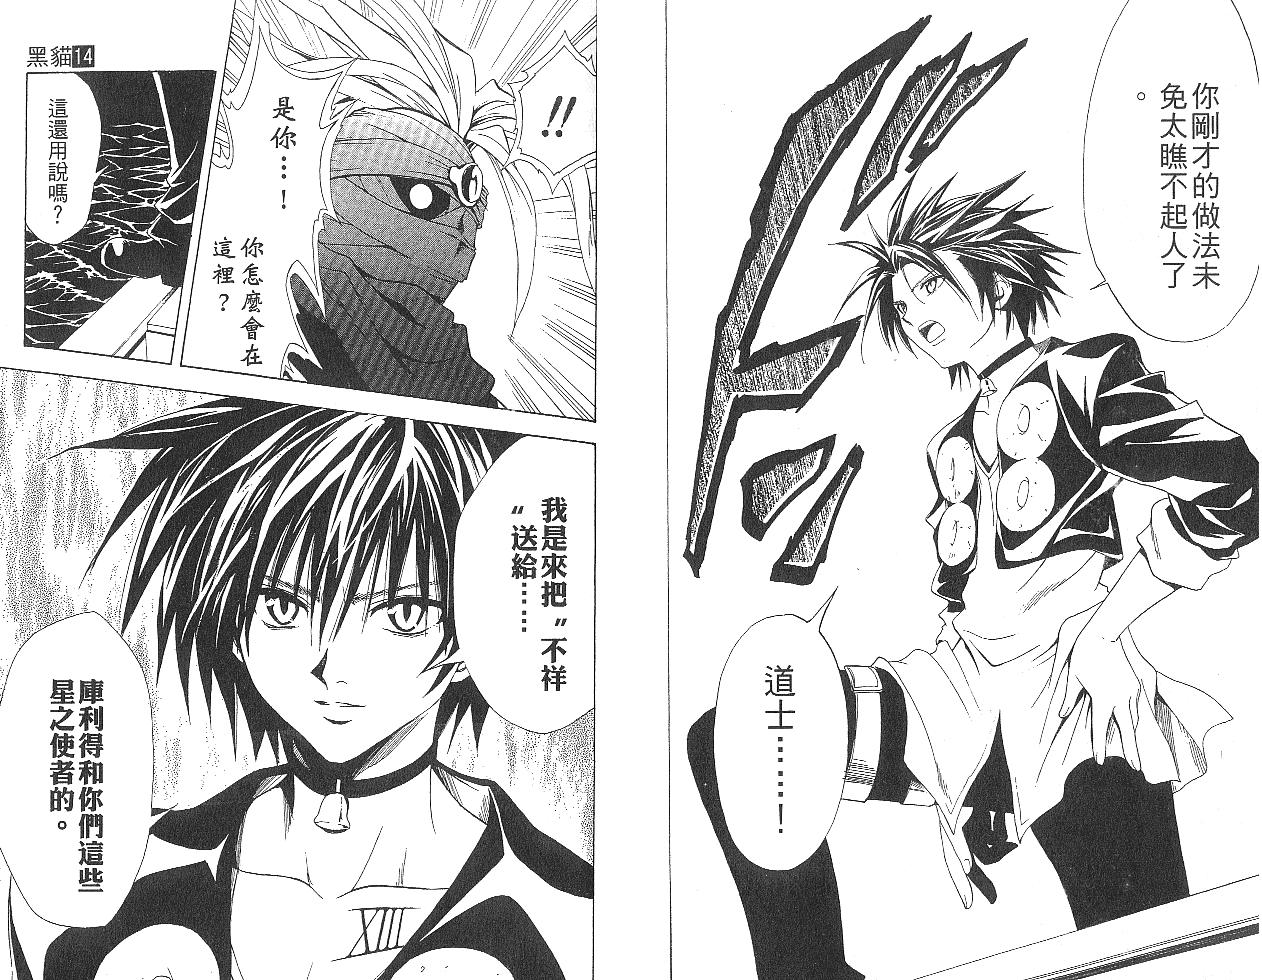 你剛才的做法未
免太瞧不起人了
。
道士……！
黑貓14
!!
是你…！
你怎麼會在
這裡？
這還用說嗎？
我是來把〝不祥
〞送給……
庫利得和你們這些
星之使者的。
XIII